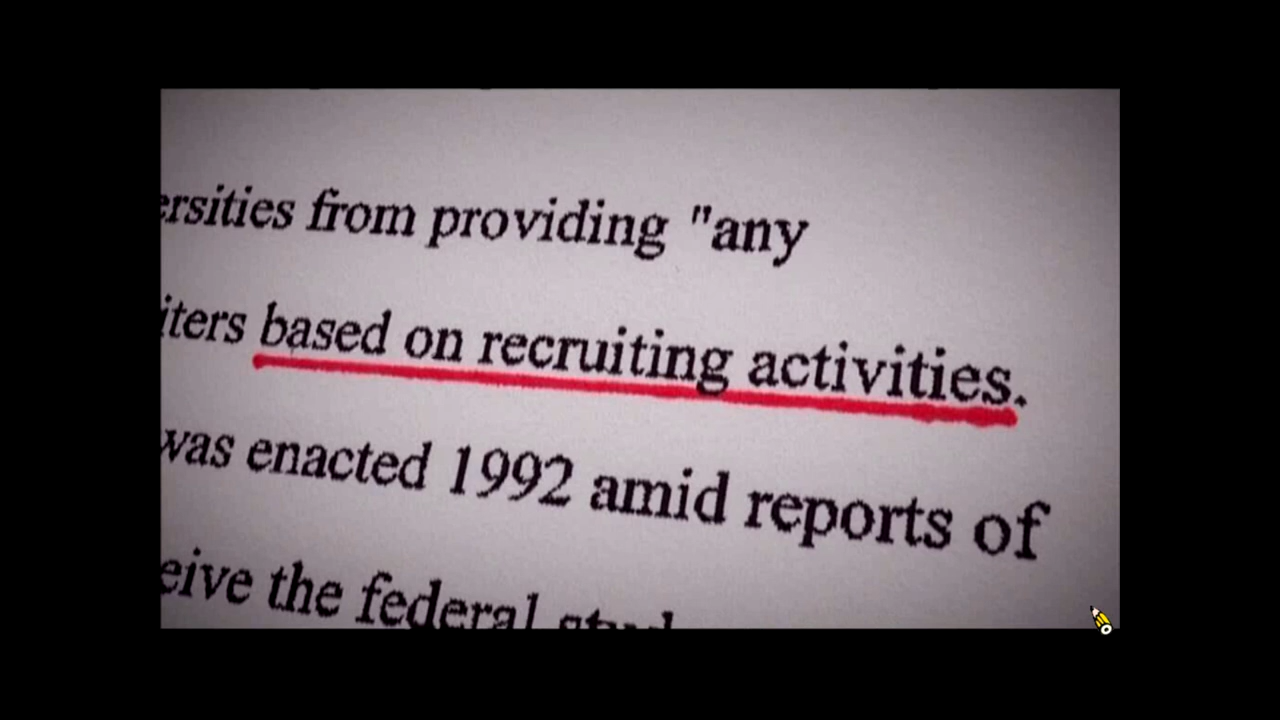 ersities from providing "any
iters based on recruiting activities.
was enacted 1992 amid reports of
eive the federal